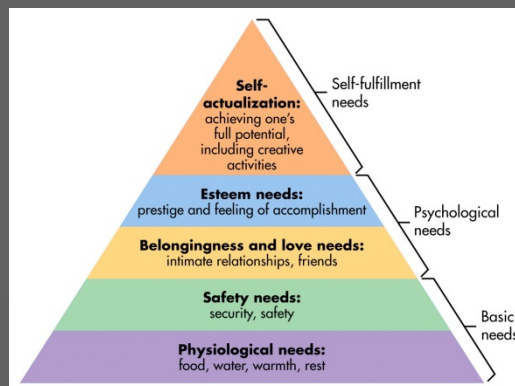 Self-
actualization:
achieving one's
full potential,
including creative
activities
Self-fulfillment
needs
Esteem needs:
prestige and feeling of accomplishment
Psychological
needs
Belongingness and love needs:
intimate relationships, friends
Safety needs:
security, safety
Basic
needs
Physiological needs:
food, water, warmth, rest